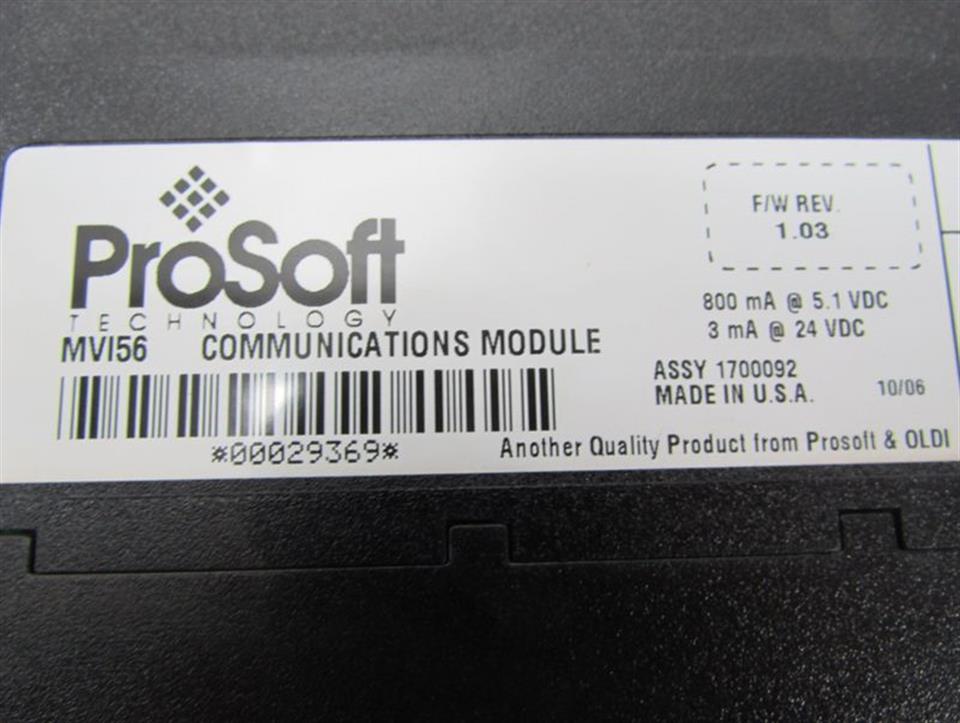 ProSoft
TECHNOLOGY
MVI56 COMMUNICATIONS MODULE
*00029369*
F/W REV.
1.03
800 mA @ 5.1 VDC
3 mA @ 24 VDC
ASSY 1700092
MADE IN U.S.A. 10/06
Another Quality Product from Prosoft & OLDI